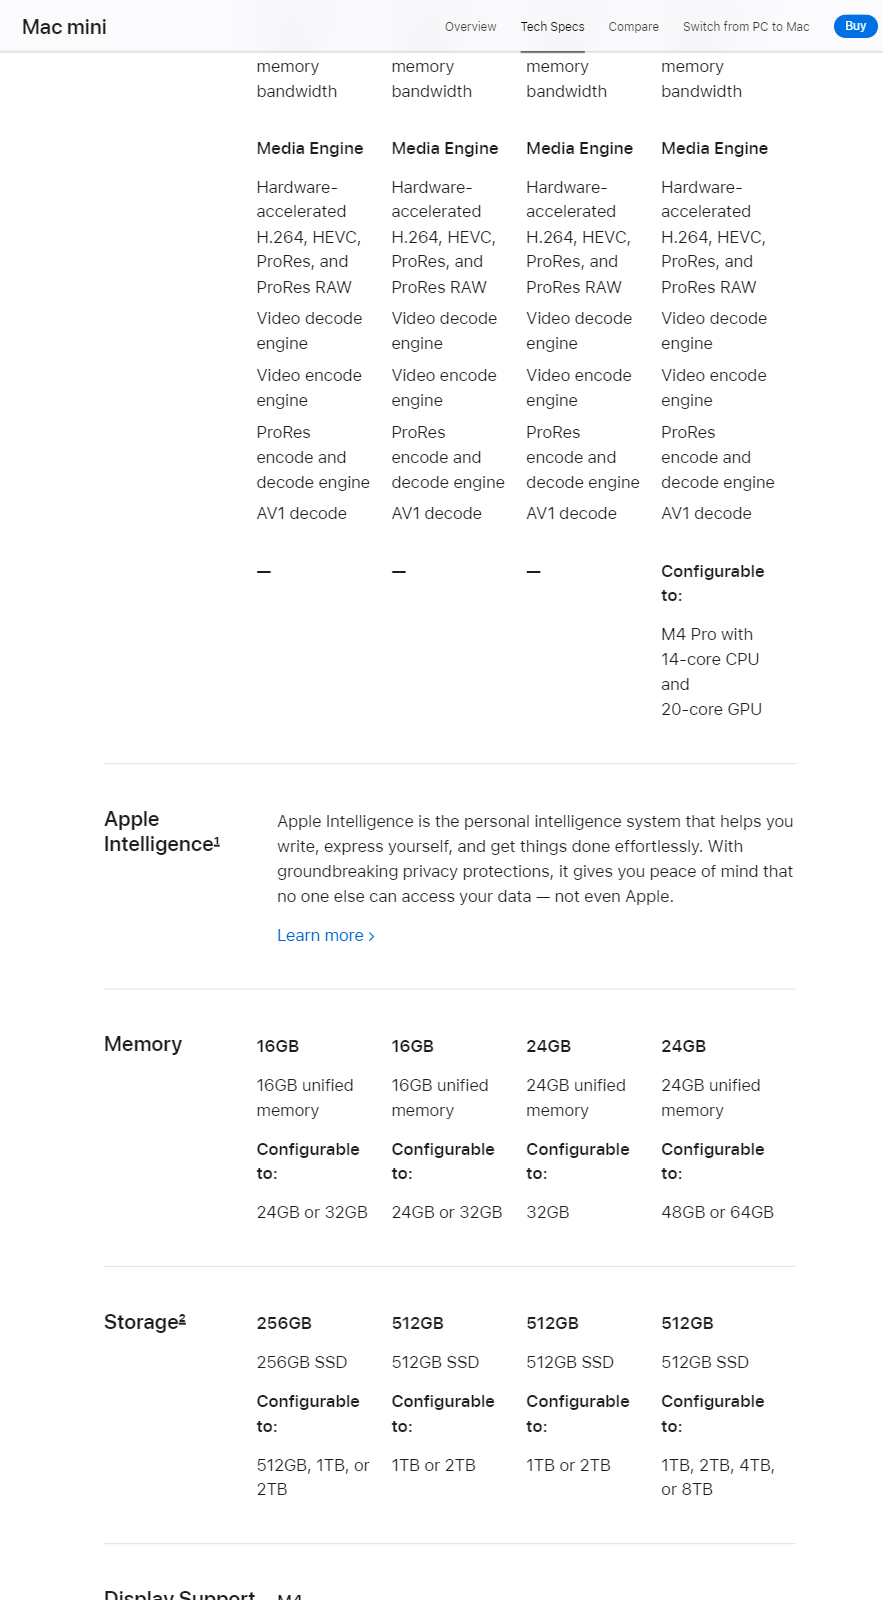 Mac mini
Overview
Tech Specs
Compare
Switch from PC to Mac
Buy
memory
bandwidth
memory
bandwidth
memory
bandwidth
memory
bandwidth
Media Engine
Hardware-
accelerated
H.264, HEVC,
ProRes, and
ProRes RAW
Video decode
engine
Video encode
engine
ProRes
encode and
decode engine
AV1 decode
—
Media Engine
Hardware-
accelerated
H.264, HEVC,
ProRes, and
ProRes RAW
Video decode
engine
Video encode
engine
ProRes
encode and
decode engine
AV1 decode
—
Media Engine
Hardware-
accelerated
H.264, HEVC,
ProRes, and
ProRes RAW
Video decode
engine
Video encode
engine
ProRes
encode and
decode engine
AV1 decode
—
Media Engine
Hardware-
accelerated
H.264, HEVC,
ProRes, and
ProRes RAW
Video decode
engine
Video encode
engine
ProRes
encode and
decode engine
AV1 decode
Configurable
to:
M4 Pro with
14-core CPU
and
20-core GPU
Apple
Intelligence¹
Apple Intelligence is the personal intelligence system that helps you
write, express yourself, and get things done effortlessly. With
groundbreaking privacy protections, it gives you peace of mind that
no one else can access your data — not even Apple.
Learn more >
Memory
16GB
16GB unified
memory
Configurable
to:
24GB or 32GB
16GB
16GB unified
memory
Configurable
to:
24GB or 32GB
24GB
24GB unified
memory
Configurable
to:
32GB
24GB
24GB unified
memory
Configurable
to:
48GB or 64GB
Storage²
256GB
256GB SSD
Configurable
to:
512GB, 1TB, or
2TB
512GB
512GB SSD
Configurable
to:
1TB or 2TB
512GB
512GB SSD
Configurable
to:
1TB or 2TB
512GB
512GB SSD
Configurable
to:
1TB, 2TB, 4TB,
or 8TB
Display Support
M4